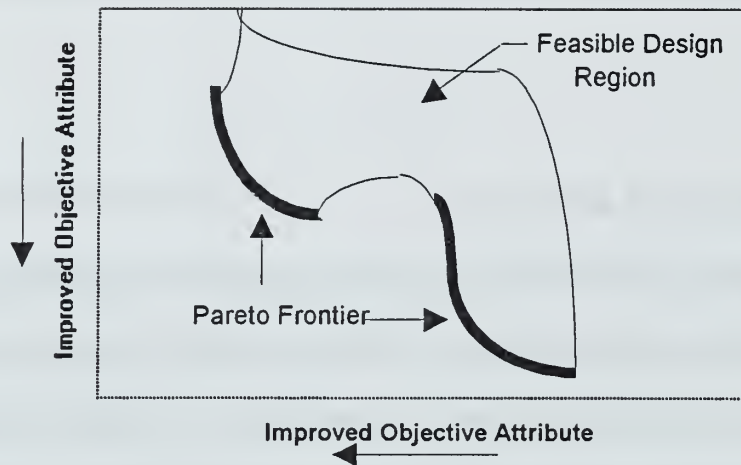 Feasible Design
Region
Improved Objective Attribute
Pareto Frontier
Improved Objective Attribute